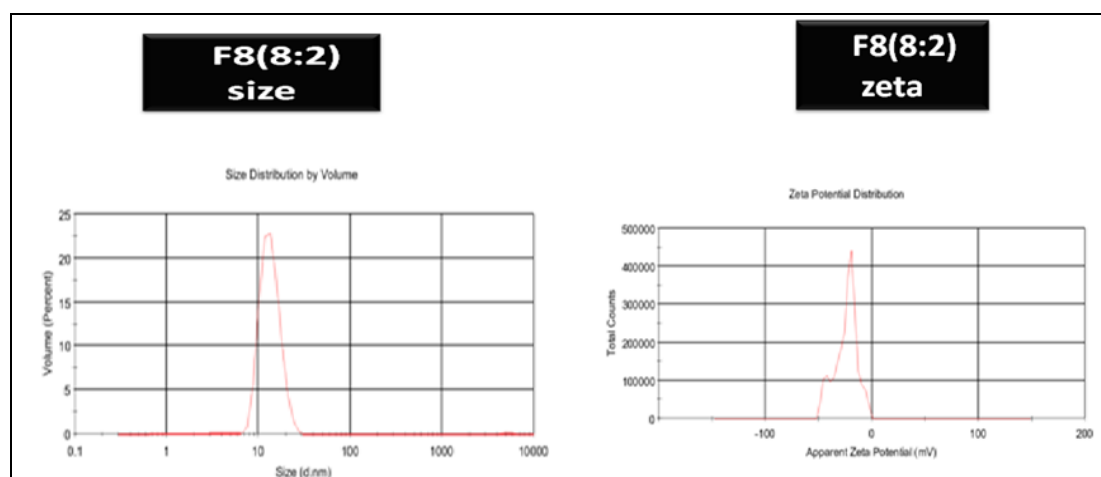 F8(8:2)
size
Size Distribution by Volume
Volume (Percent)
25
20
15
10
5
0
0.1 1 10 100 1000 10000
Size (d.nm)
F8(8:2)
zeta
Zeta Potential Distribution
Total Counts
500000
400000
300000
200000
100000
0
-100 0 100 200
Apparent Zeta Potential (mV)